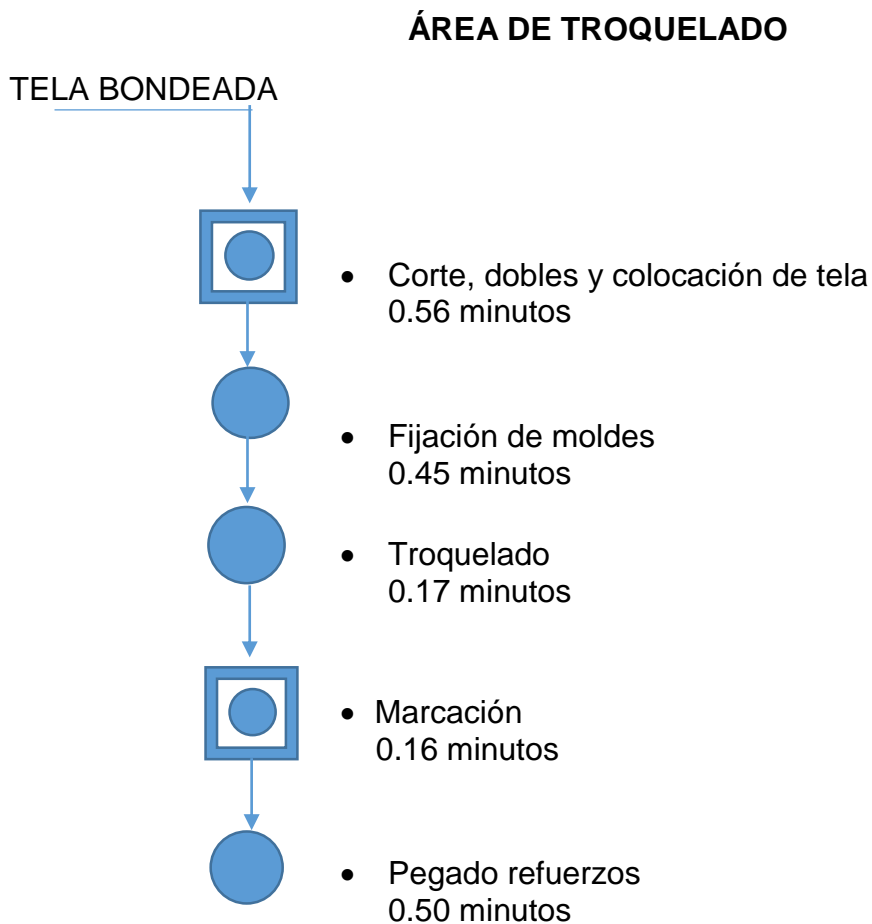 ÁREA DE TROQUELADO
TELA BONDEADA
• Corte, dobles y colocación de tela
0.56 minutos
• Fijación de moldes
0.45 minutos
• Troquelado
0.17 minutos
• Marcación
0.16 minutos
• Pegado refuerzos
0.50 minutos